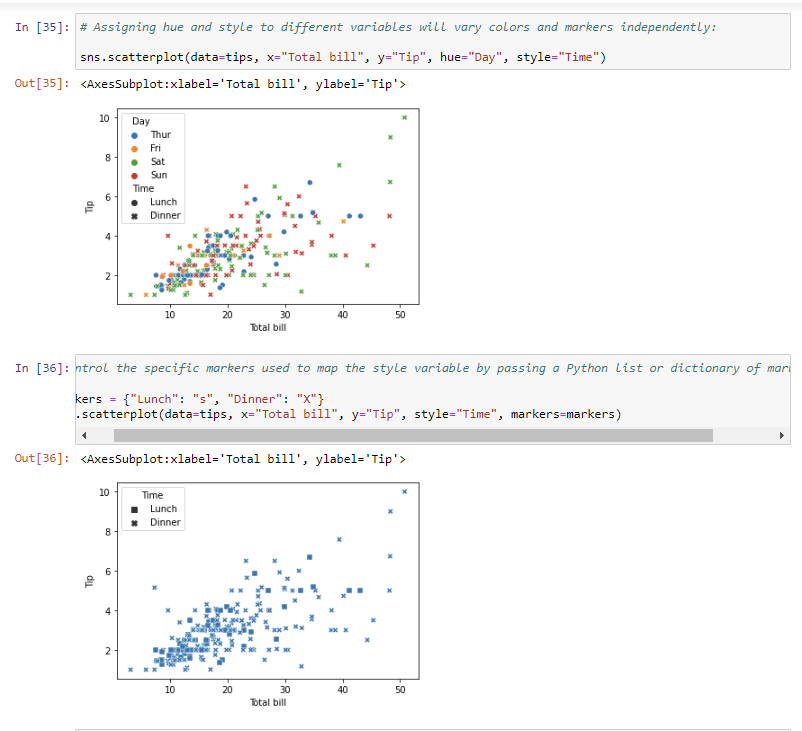 In [35]: # Assigning hue and style to different variables will vary colors and markers independently:
sns.scatterplot(data=tips, x="Total bill", y="Tip", hue="Day", style="Time")
Out[35]: <AxesSubplot:xlabel='Total bill', ylabel='Tip'>
Day
Thur
Fri
Sat
Sun
Time
Lunch
Dinner
10
8
6
4
2
Tip
10 20 30 40 50
Total bill
In [36]: ntrol the specific markers used to map the style variable by passing a Python list or dictionary of mar
kers = {"Lunch": "s", "Dinner": "X"}
.scatterplot(data=tips, x="Total bill", y="Tip", style="Time", markers=markers)
Out[36]: <AxesSubplot:xlabel='Total bill', ylabel='Tip'>
Time
Lunch
Dinner
10
8
6
4
2
Tip
10 20 30 40 50
Total bill